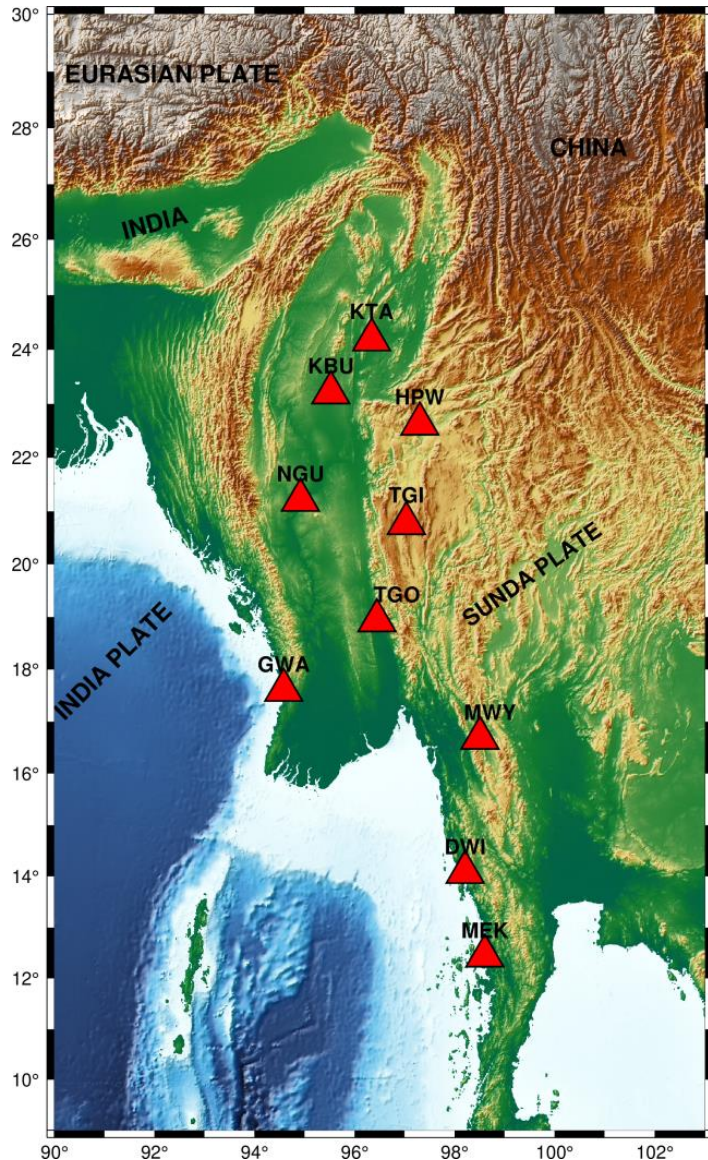 30°
EURASIAN PLATE
28°
CHINA
INDIA
26°
KTA
24°
KBU
HPW
22°
NGU
TGI
20°
SUNDA PLATE
TGO
INDIA PLATE
18°
GWA
MWY
16°
DWI
14°
MEK
12°
10°
90° 92° 94° 96° 98° 100° 102°